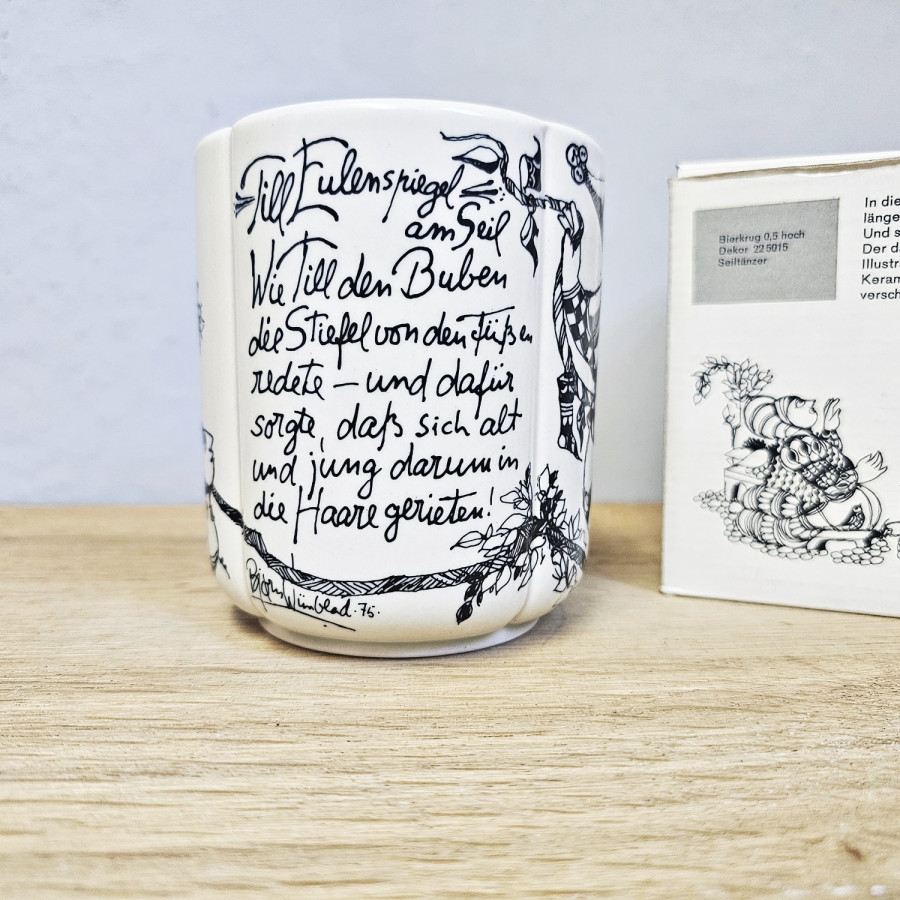 »Till Eulenspiegel«
am Seil
Wie Till den Buben
die Stiefel von den Füßen
redete – und dafür
sorgte, daß sich alt
und jung darum in
die Haare gerieten!
Bjørn Wiinblad. 75.
Bierkrug 0,5 hoch
Dekor 22 5015
Seiltänzer
In die
länge
Und s
Der d
Illustr
Keram
versch